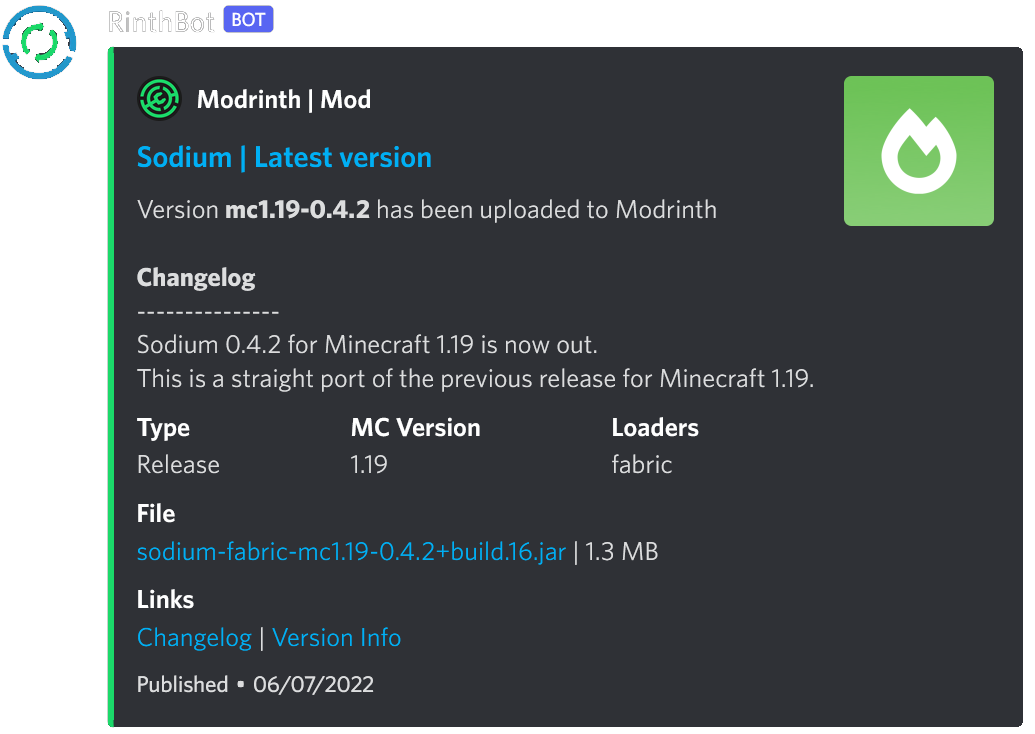 RinthBot BOT
Modrinth | Mod
Sodium | Latest version
Version mc1.19-0.4.2 has been uploaded to Modrinth
Changelog
---------------
Sodium 0.4.2 for Minecraft 1.19 is now out.
This is a straight port of the previous release for Minecraft 1.19.
Type MC Version Loaders
Release 1.19 fabric
File
sodium-fabric-mc1.19-0.4.2+build.16.jar | 1.3 MB
Links
Changelog | Version Info
Published • 06/07/2022